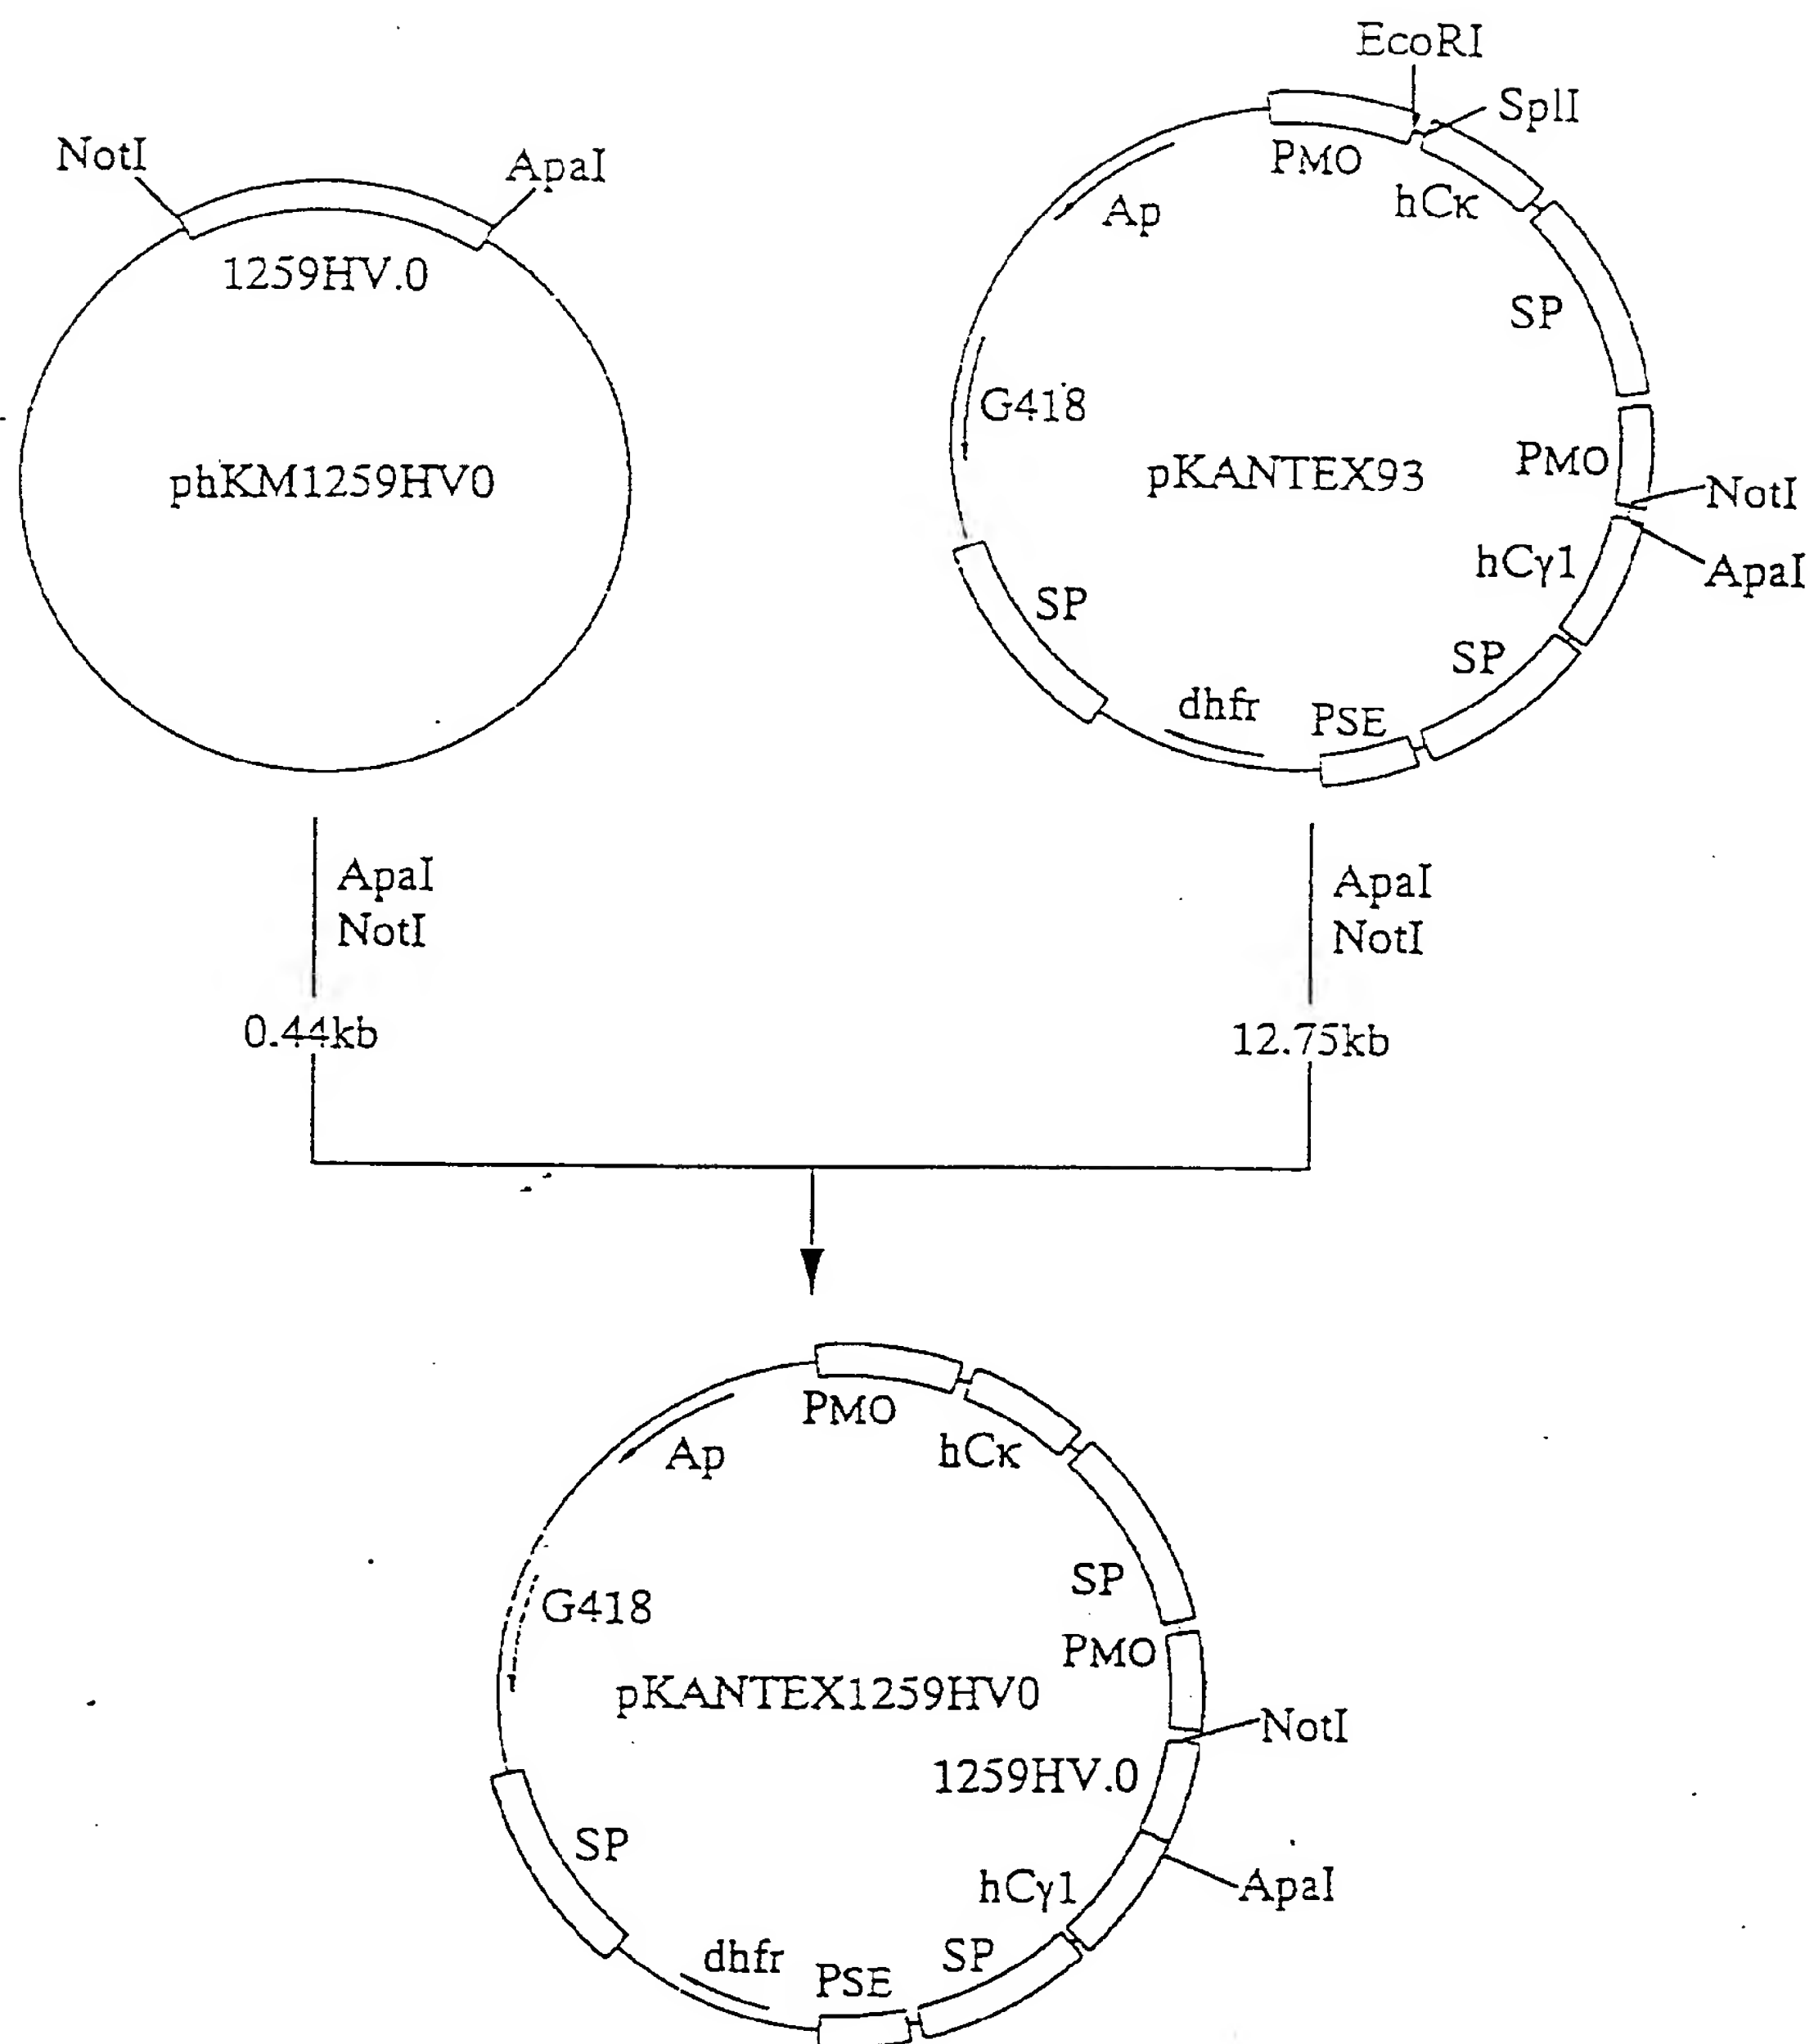 NotI
ApaI
1259HV.0
phKM1259HV0
EcoRI
SplI
PMO
hCκ
Ap
SP
G418
PMO
pKANTEX93
NotI
hCγ1
ApaI
SP
SP
dhfr
PSE
ApaI
NotI
0.44kb
ApaI
NotI
12.75kb
PMO
hCκ
Ap
SP
G418
PMO
pKANTEX1259HV0
NotI
1259HV.0
SP
hCγ1
ApaI
dhfr
PSE
SP